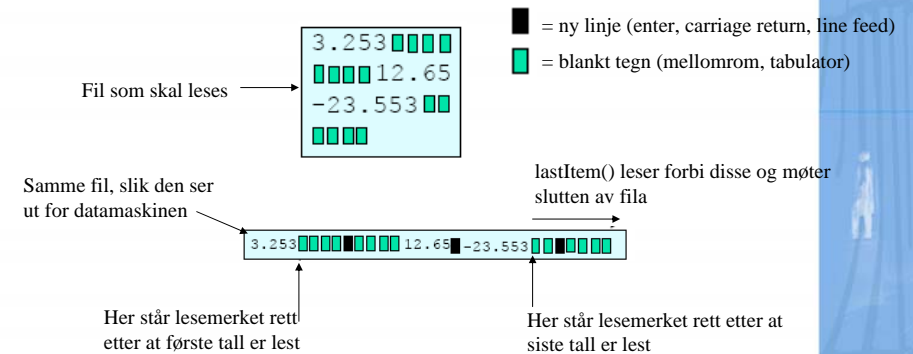 = ny linje (enter, carriage return, line feed)
= blankt tegn (mellomrom, tabulator)
3.253
12.65
-23.553
Fil som skal leses
Samme fil, slik den ser
ut for datamaskinen
lastItem() leser forbi disse og møter
slutten av fila
3.253 12.65 -23.553
Her står lesemerket rett
etter at første tall er lest
Her står lesemerket rett etter at
siste tall er lest